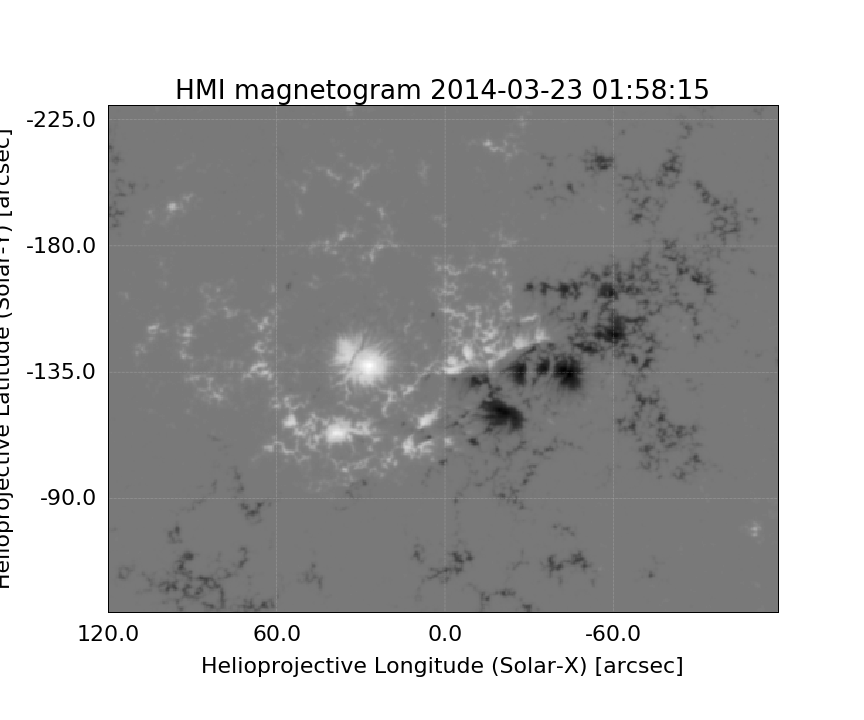 HMI magnetogram 2014-03-23 01:58:15
Helioprojective Latitude (Solar-Y) [arcsec]
-225.0
-180.0
-135.0
-90.0
120.0
60.0
0.0
-60.0
Helioprojective Longitude (Solar-X) [arcsec]